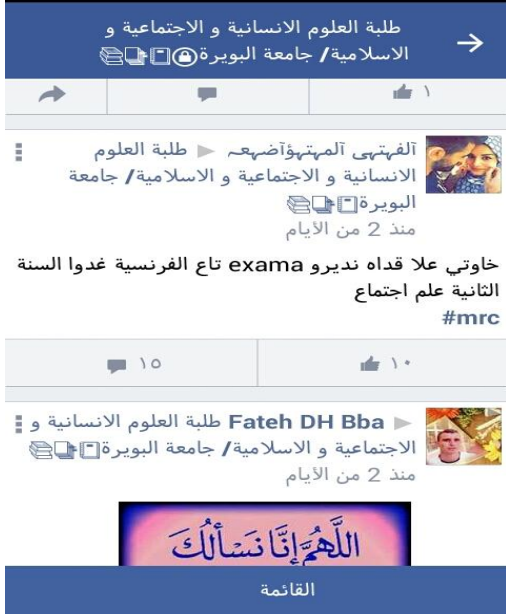 طلبة العلوم الانسانية و الاجتماعية و
الاسلامية/ جامعة البويرة
١
آلفہتہى آلمہتہؤآضہعہ ◄ طلبة العلوم
الانسانية و الاجتماعية و الاسلامية/ جامعة
البويرة
منذ 2 من الأيام
خاوتي علا قداه نديرو exama تاع الفرنسية غدوا السنة
الثانية علم اجتماع
#mrc
١٥
١٠
Fateh DH Bba ◄ طلبة العلوم الانسانية و
الاجتماعية و الاسلامية/ جامعة البويرة
منذ 2 من الأيام
اللَّهُمَّ إِنَّا نَسْأَلُكَ
القائمة